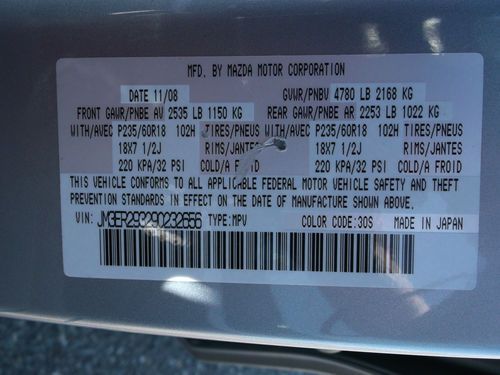 MFD. BY MAZDA MOTOR CORPORATION
DATE 11/08 GVWR/PNBV 4780 LB 2168 KG
FRONT GAWR/PNBE AV 2535 LB 1150 KG REAR GAWR/PNBE AR 2253 LB 1022 KG
WITH/AVEC P235/60R18 102H TIRES/PNEUS WITH/AVEC P235/60R18 102H TIRES/PNEUS
18X7 1/2J RIMS/JANTES 18X7 1/2J RIMS/JANTES
220 KPA/32 PSI COLD/A FROID 220 KPA/32 PSI COLD/A FROID
THIS VEHICLE CONFORMS TO ALL APPLICABLE FEDERAL MOTOR VEHICLE SAFETY AND THEFT
PREVENTION STANDARDS IN EFFECT ON THE DATE OF MANUFACTURE SHOWN ABOVE.
VIN: TYPE:MPV COLOR CODE:30S MADE IN JAPAN